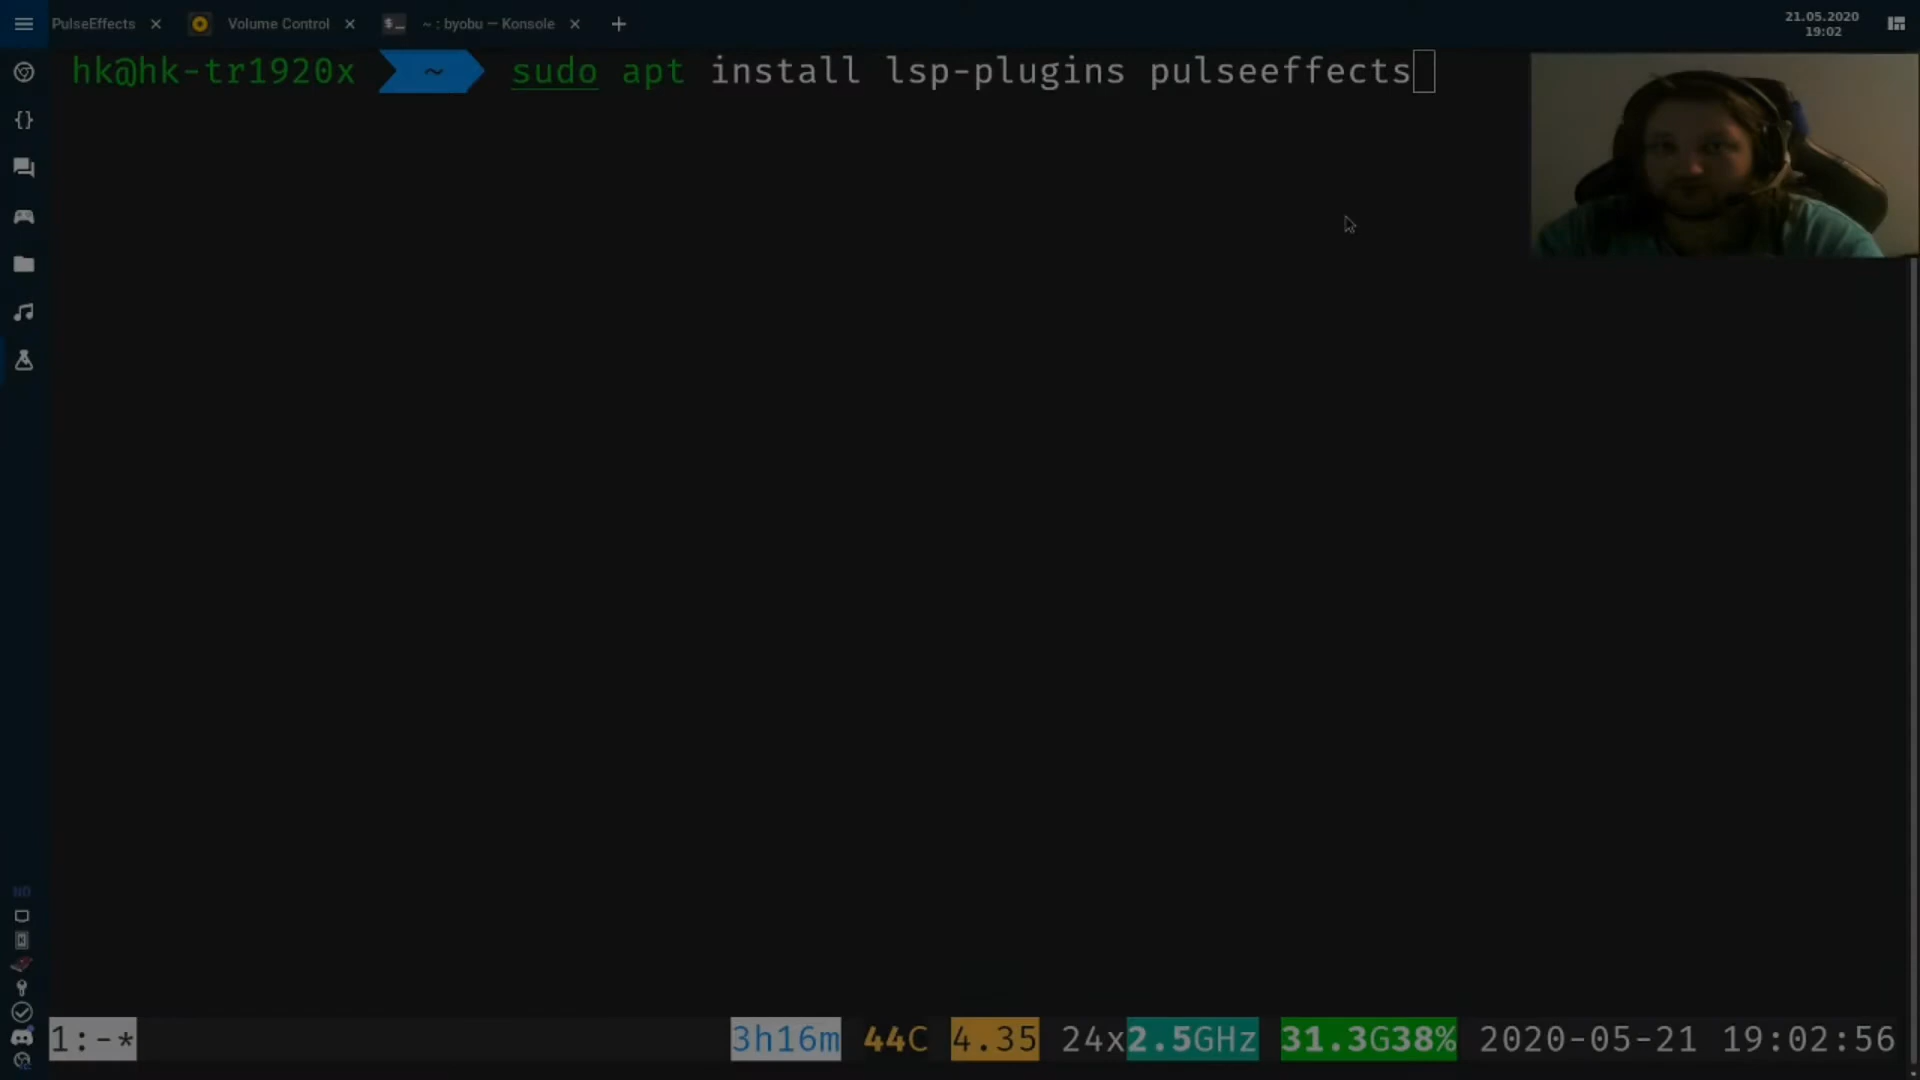 PulseEffects × Volume Control × $_ ~ : byobu — Konsole × +
21.05.2020
19:02
hk@hk-tr1920x ~ sudo apt install lsp-plugins pulseeffects
NO
1:-* 3h16m 44C 4.35 24x2.5GHz 31.3G38% 2020-05-21 19:02:56